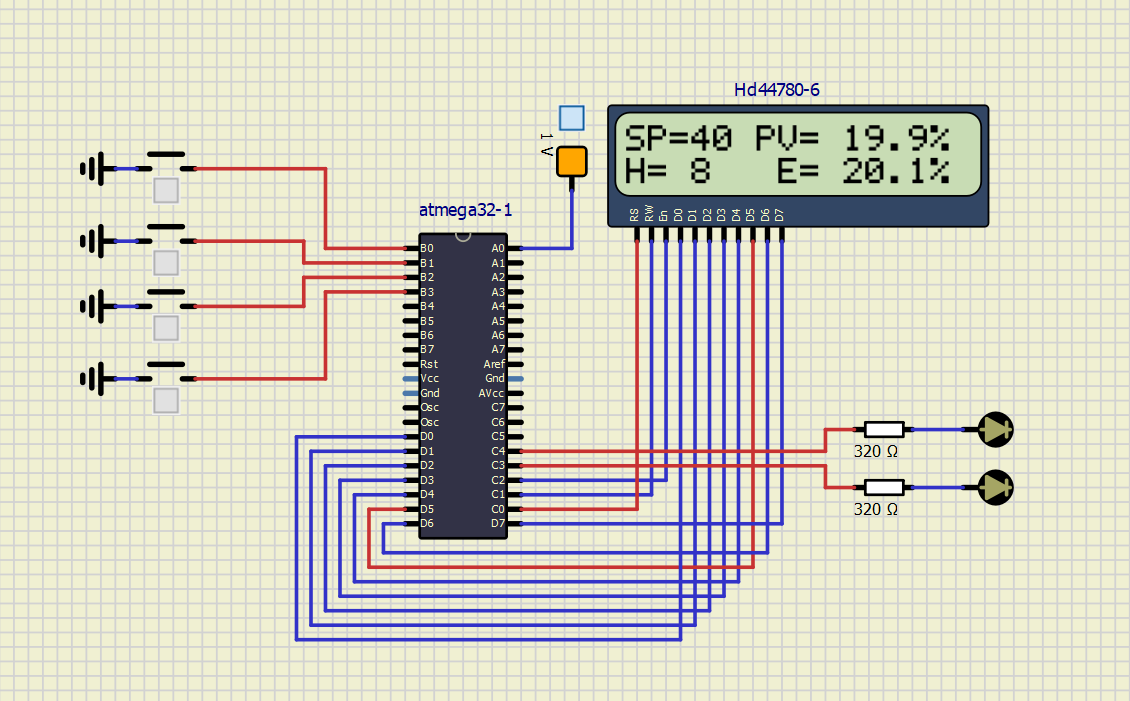 Hd44780-6
SP=40 PV= 19.9%
H= 8 E= 20.1%
RS RW En D0 D1 D2 D3 D4 D5 D6 D7
1 V
atmega32-1
B0 A0
B1 A1
B2 A2
B3 A3
B4 A4
B5 A5
B6 A6
B7 A7
Rst Aref
Vcc Gnd
Gnd AVcc
Osc C7
Osc C6
D0 C5
D1 C4
D2 C3
D3 C2
D4 C1
D5 C0
D6 D7
320 Ω
320 Ω